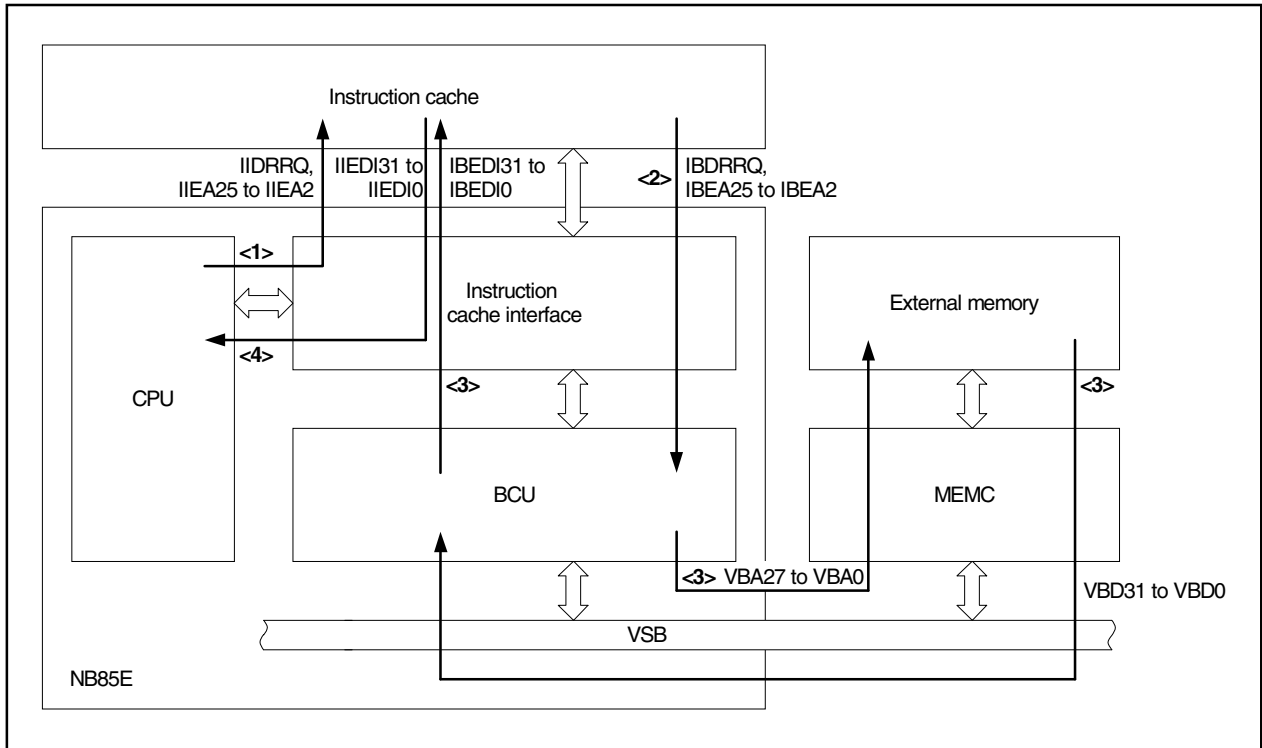 Instruction cache
IIDRRQ,
IIEA25 to IIEA2
IIEDI31 to
IIEDI0
IBEDI31 to
IBEDI0
<2>
IBDRRQ,
IBEA25 to IBEA2
<1>
Instruction
cache interface
External memory
<4>
<3>
<3>
CPU
BCU
MEMC
<3> VBA27 to VBA0
VBD31 to VBD0
VSB
NB85E